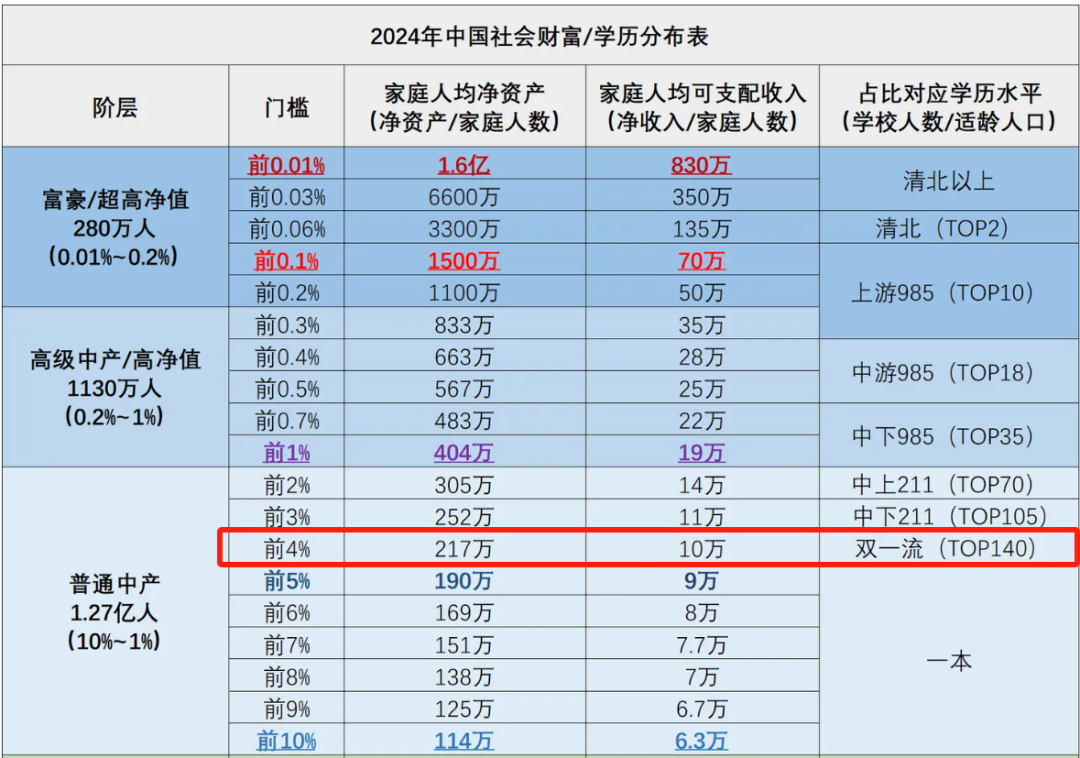 2024年中国社会财富/学历分布表
阶层 门槛 家庭人均净资产 家庭人均可支配收入 占比对应学历水平
(净资产/家庭人数) (净收入/家庭人数) (学校人数/适龄人口)
富豪/超高净值
280万人
(0.01%~0.2%)
前0.01% 1.6亿 830万 清北以上
前0.03% 6600万 350万
前0.06% 3300万 135万 清北（TOP2）
前0.1% 1500万 70万 上游985（TOP10）
前0.2% 1100万 50万
高级中产/高净值
1130万人
(0.2%~1%)
前0.3% 833万 35万
前0.4% 663万 28万 中游985（TOP18）
前0.5% 567万 25万
前0.7% 483万 22万 中下985（TOP35）
前1% 404万 19万
普通中产
1.27亿人
(10%~1%)
前2% 305万 14万 中上211（TOP70）
前3% 252万 11万 中下211（TOP105）
前4% 217万 10万 双一流（TOP140）
前5% 190万 9万 一本
前6% 169万 8万
前7% 151万 7.7万
前8% 138万 7万
前9% 125万 6.7万
前10% 114万 6.3万